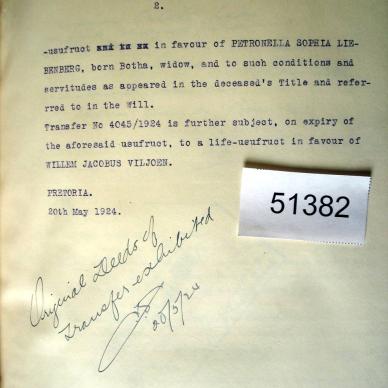 2.
-usufruct in favour of PETRONELLA SOPHIA LIE-
BENBERG, born Botha, widow, and to such conditions and
servitudes as appeared in the deceased's Title and refer-
red to in the Will.
Transfer No 4045/1924 is further subject, on expiry of
the aforesaid usufruct, to a life-usufruct in favour of
WILLEM JACOBUS VILJOEN.
PRETORIA.
20th May 1924.
51382
Original Deeds of
transfer exhibited
20/5/24